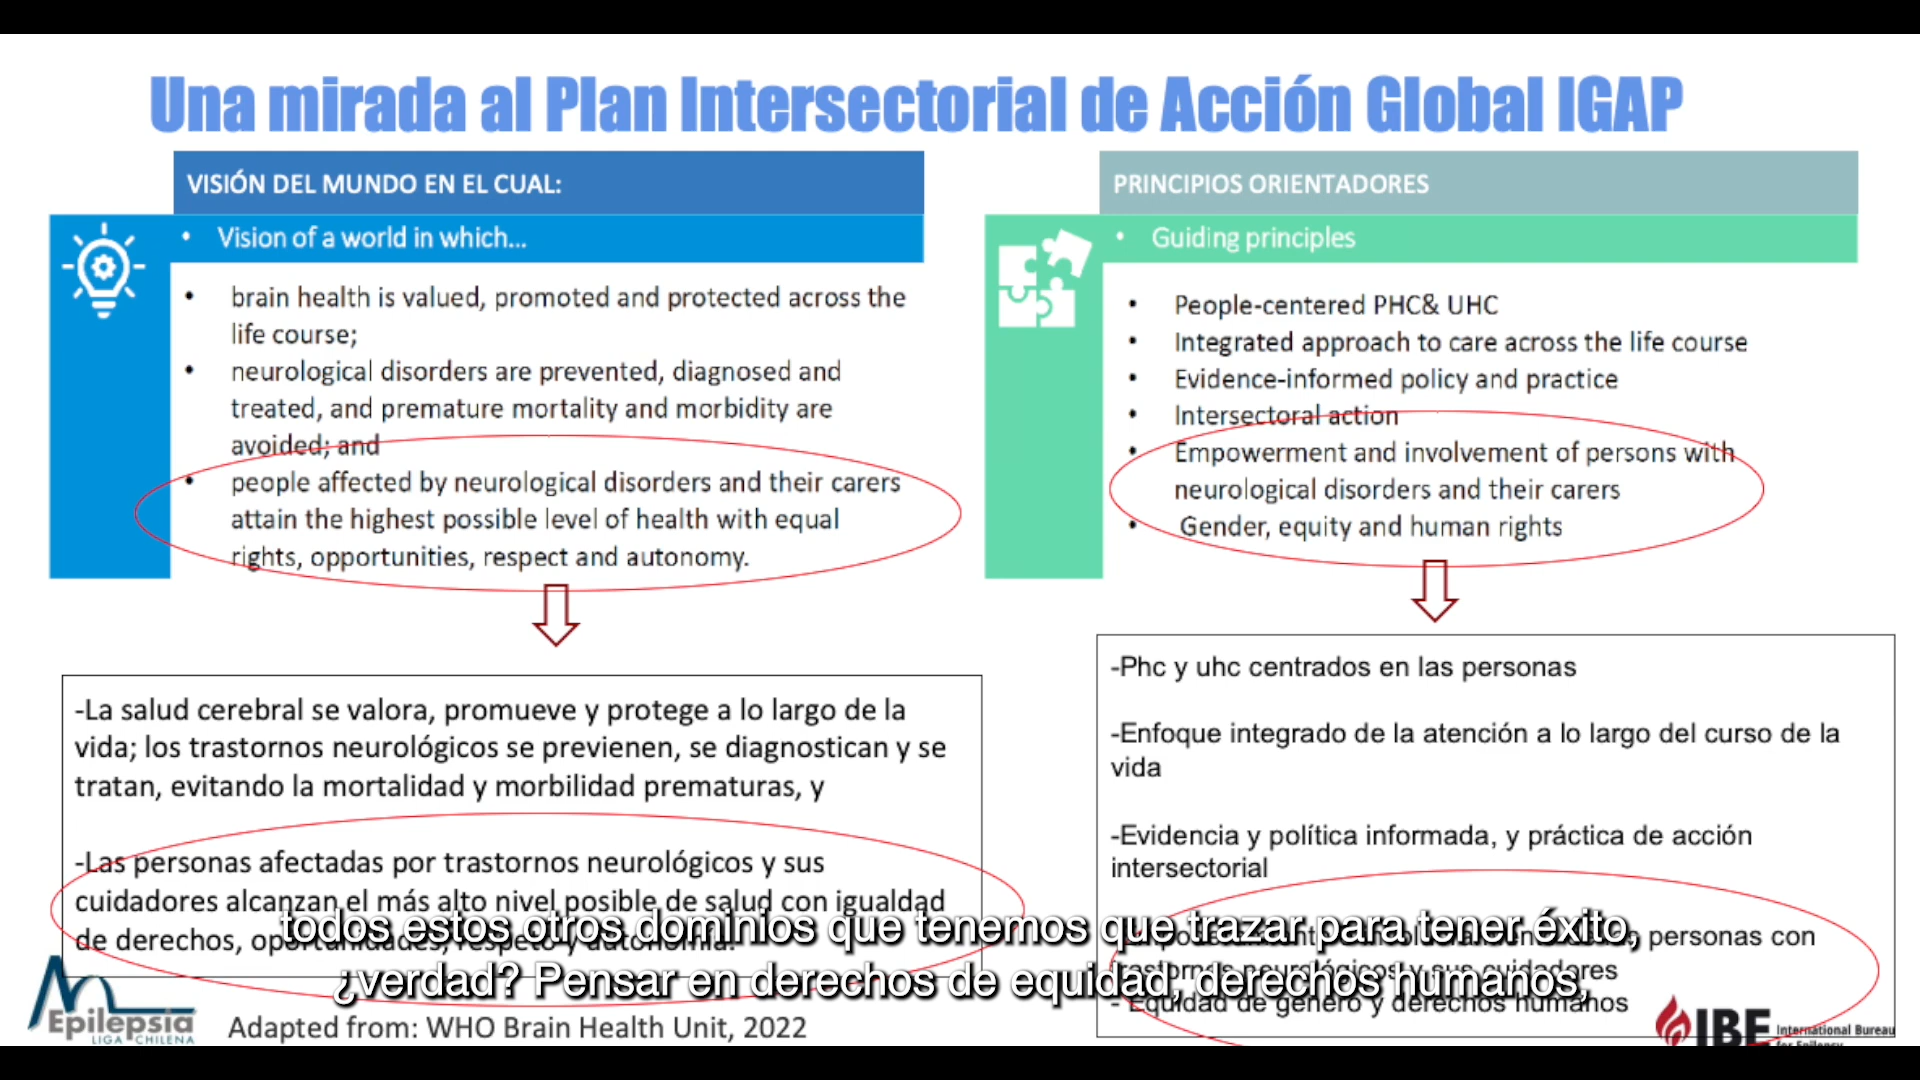 Una mirada al Plan Intersectorial de Acción Global IGAP
VISIÓN DEL MUNDO EN EL CUAL:
• Vision of a world in which...
• brain health is valued, promoted and protected across the
life course;
• neurological disorders are prevented, diagnosed and
treated, and premature mortality and morbidity are
avoided; and
• people affected by neurological disorders and their carers
attain the highest possible level of health with equal
rights, opportunities, respect and autonomy.
PRINCIPIOS ORIENTADORES
• Guiding principles
• People-centered PHC& UHC
• Integrated approach to care across the life course
• Evidence-informed policy and practice
• Intersectoral action
• Empowerment and involvement of persons with
neurological disorders and their carers
• Gender, equity and human rights
-La salud cerebral se valora, promueve y protege a lo largo de la
vida; los trastornos neurológicos se previenen, se diagnostican y se
tratan, evitando la mortalidad y morbilidad prematuras, y
-Las personas afectadas por trastornos neurológicos y sus
cuidadores alcanzan el más alto nivel posible de salud con igualdad
de derechos, oportunidades, respeto y autonomía.
-Phc y uhc centrados en las personas
-Enfoque integrado de la atención a lo largo del curso de la
vida
-Evidencia y política informada, y práctica de acción
intersectorial
personas con
trastornos neurológicos y sus cuidadores
- Equidad de género y derechos humanos
todos estos otros dominios que tenemos que trazar para tener éxito,
¿verdad? Pensar en derechos de equidad, derechos humanos,
Epilepsia
LIGA CHILENA
Adapted from: WHO Brain Health Unit, 2022
IBE International Bureau
for Epilepsy